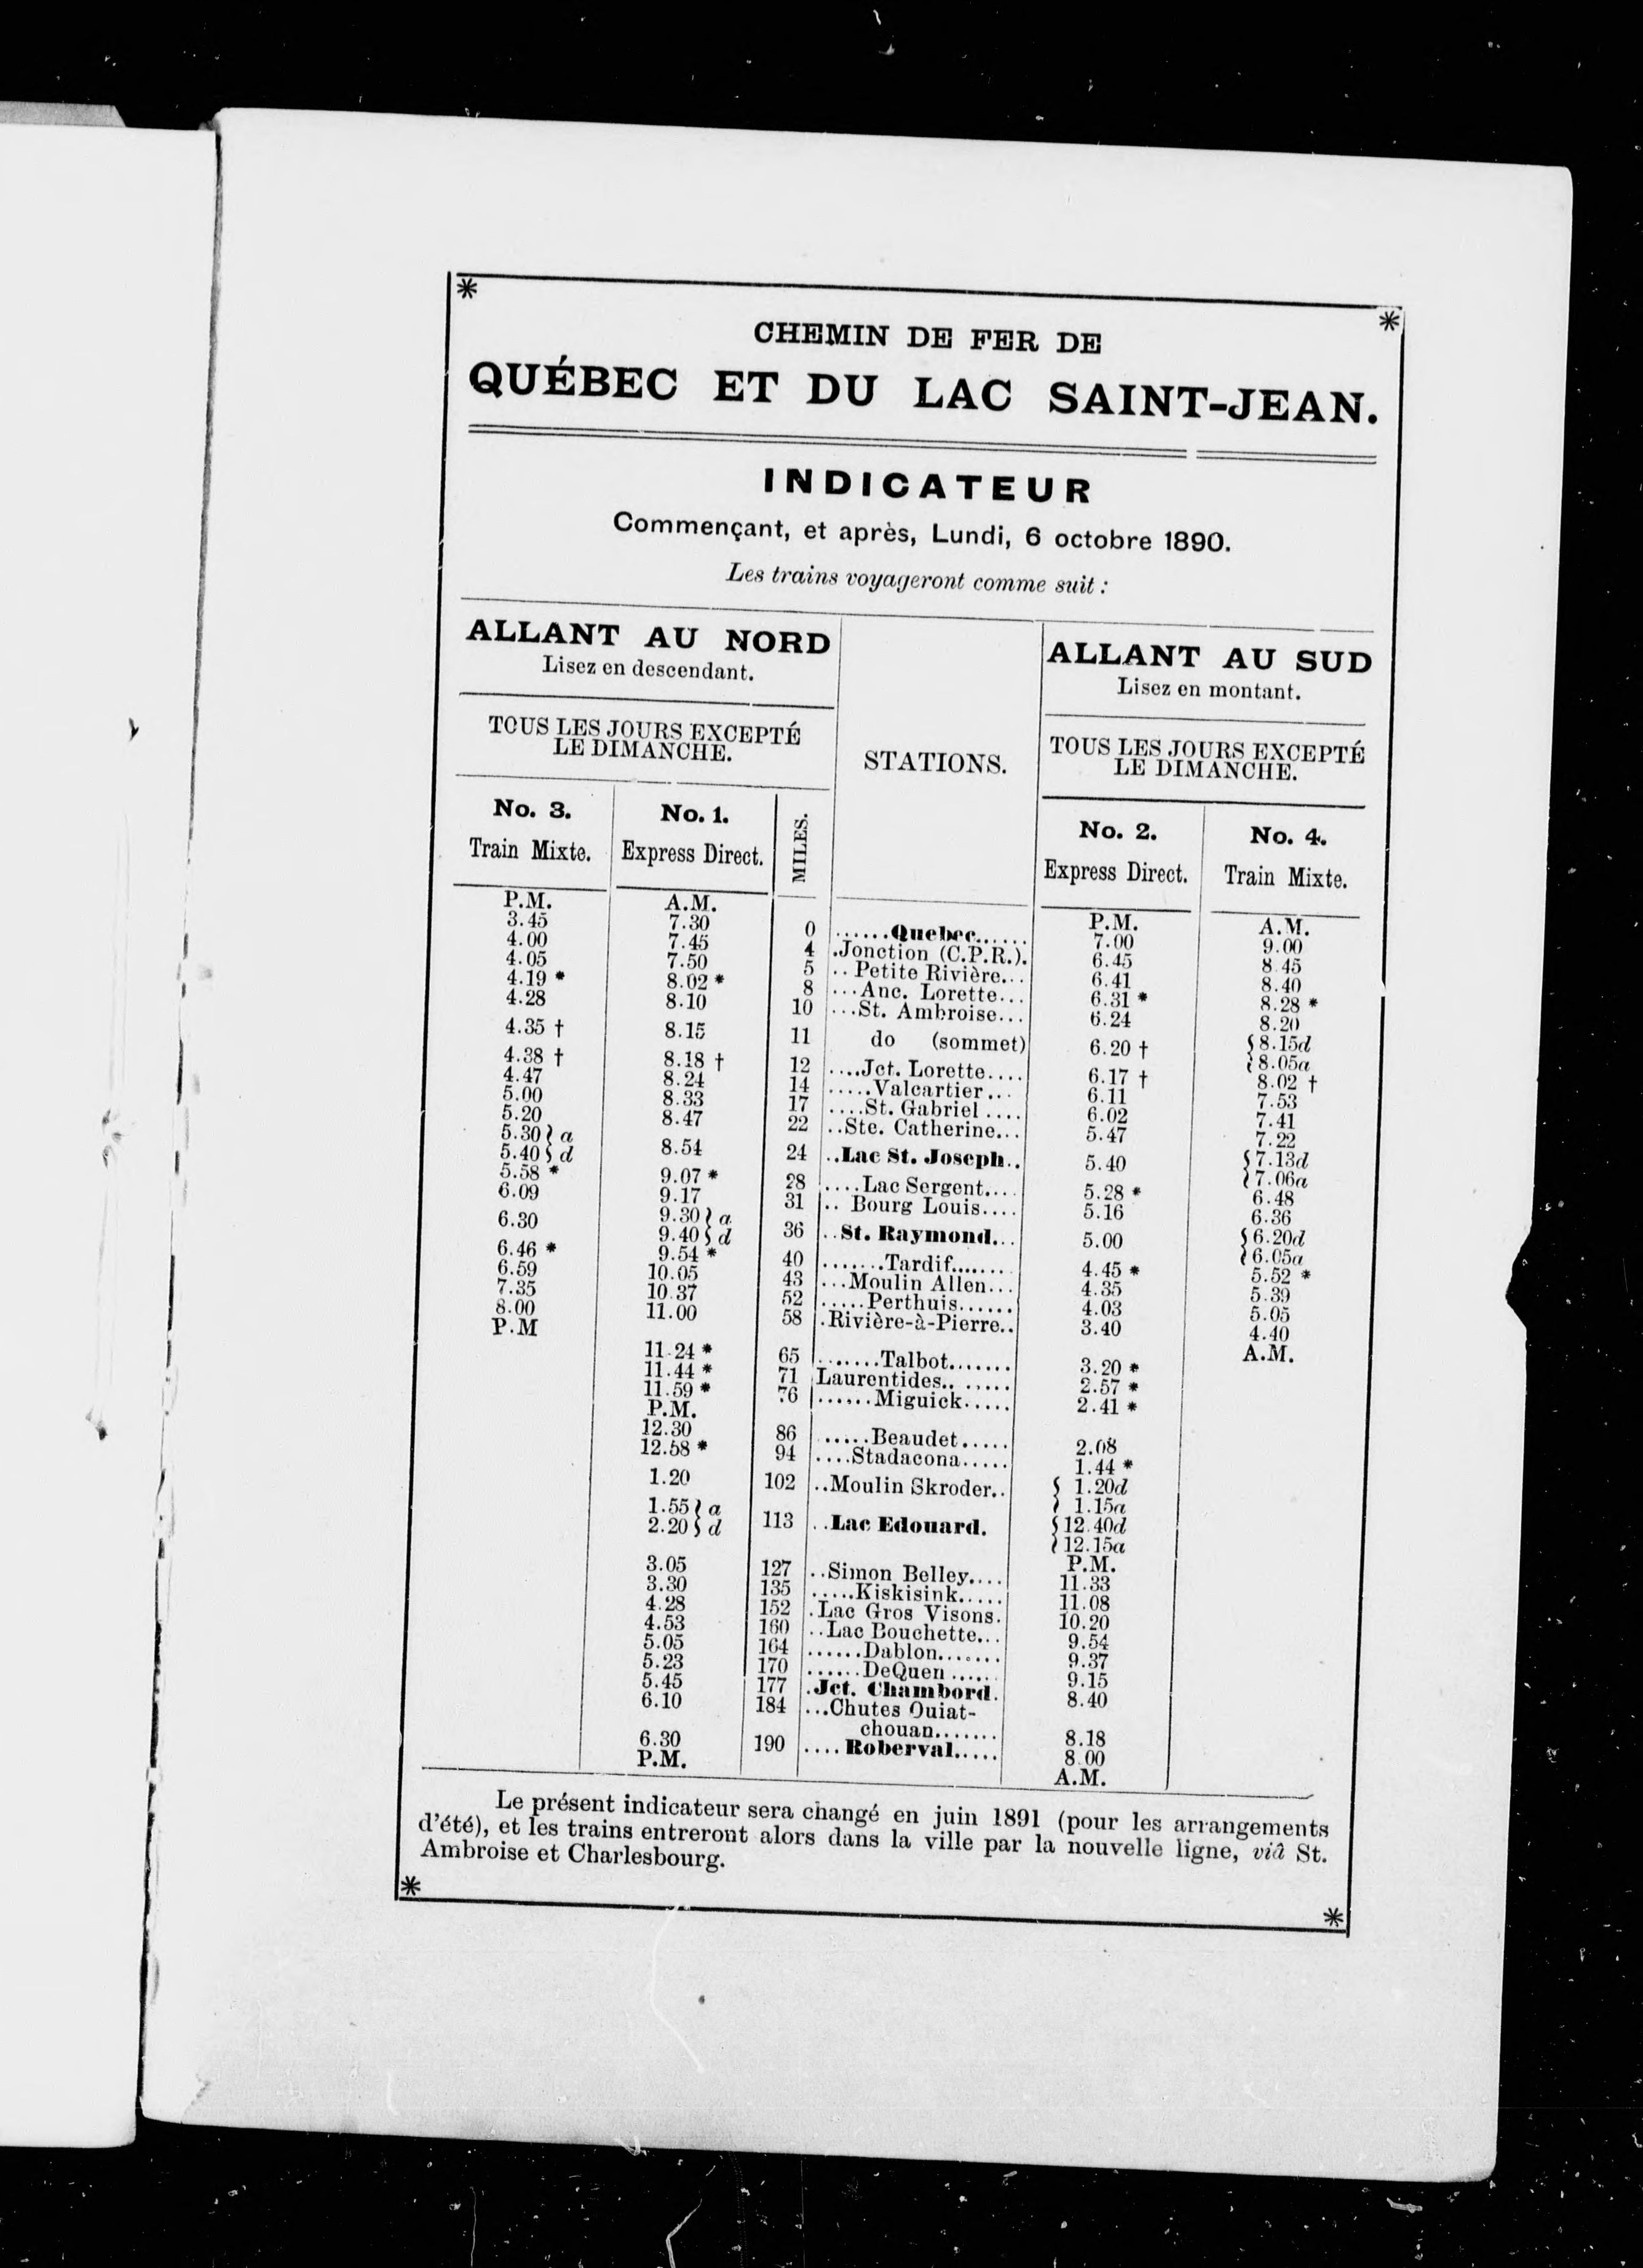 CHEMIN DE FER DE
QUÉBEC ET DU LAC SAINT-JEAN.
INDICATEUR
Commençant, et après, Lundi, 6 octobre 1890.
Les trains voyageront comme suit :
ALLANT AU NORD
Lisez en descendant.
TOUS LES JOURS EXCEPTÉ
LE DIMANCHE.
STATIONS.
ALLANT AU SUD
Lisez en montant.
TOUS LES JOURS EXCEPTÉ
LE DIMANCHE.
No. 3. No. 1. MILES. No. 2. No. 4.
Train Mixte. Express Direct. Express Direct. Train Mixte.
P.M. A.M. P.M. A.M.
3.45 7.30 0 ......Quebec...... 7.00 9.00
4.00 7.45 4 .Jonction (C.P.R.). 6.45 8.45
4.05 7.50 5 .. Petite Rivière... 6.41 8.40
4.19 * 8.02 * 8 ...Anc. Lorette... 6.31 * 8.28 *
4.28 8.10 10 ...St. Ambroise... 6.24 8.20
4.35 † 8.15 11 do (sommet) 6.20 † { 8.15d
{ 8.05a
4.38 † 8.18 † 12 ....Jct. Lorette.... 6.17 † 8.02 †
4.47 8.24 14 .....Valcartier... 6.11 7.53
5.00 8.33 17 ....St. Gabriel .... 6.02 7.41
5.20 8.47 22 ..Ste. Catherine... 5.47 7.22
5.30 } a
5.40 } d 8.54 24 ..Lac St. Joseph.. 5.40 { 7.13d
{ 7.06a
5.58 * 9.07 * 28 ....Lac Sergent.... 5.28 * 6.48
6.09 9.17 31 .. Bourg Louis.... 5.16 6.36
6.30 9.30 } a
9.40 } d 36 ..St. Raymond... 5.00 { 6.20d
{ 6.05a
6.46 * 9.54 * 40 .......Tardif........ 4.45 * 5.52 *
6.59 10.05 43 ...Moulin Allen... 4.35 5.39
7.35 10.37 52 .....Perthuis...... 4.03 5.05
8.00 11.00 58 .Rivière-à-Pierre.. 3.40 4.40
P.M A.M.
11.24 * 65 .......Talbot....... 3.20 *
11.44 * 71 Laurentides.. ..... 2.57 *
11.59 * 76 ......Miguick..... 2.41 *
P.M.
12.30 86 .....Beaudet..... 2.08
12.58 * 94 ....Stadacona..... 1.44 *
1.20 102 ..Moulin Skroder.. { 1.20d
{ 1.15a
1.55 } a
2.20 } d 113 ..Lac Edouard. { 12.40d
{ 12.15a
P.M.
3.05 127 ..Simon Belley.... 11.33
3.30 135 .....Kiskisink..... 11.08
4.28 152 .Lac Gros Visons. 10.20
4.53 160 ..Lac Bouchette... 9.54
5.05 164 ......Dablon....... 9.37
5.23 170 ......DeQuen ...... 9.15
5.45 177 .Jct. Chambord. 8.40
6.10 184 ...Chutes Ouiat-
chouan....... 8.18
6.30 190 ....Roberval..... 8.00
P.M. A.M.
Le présent indicateur sera changé en juin 1891 (pour les arrangements
d'été), et les trains entreront alors dans la ville par la nouvelle ligne, viâ St.
Ambroise et Charlesbourg.